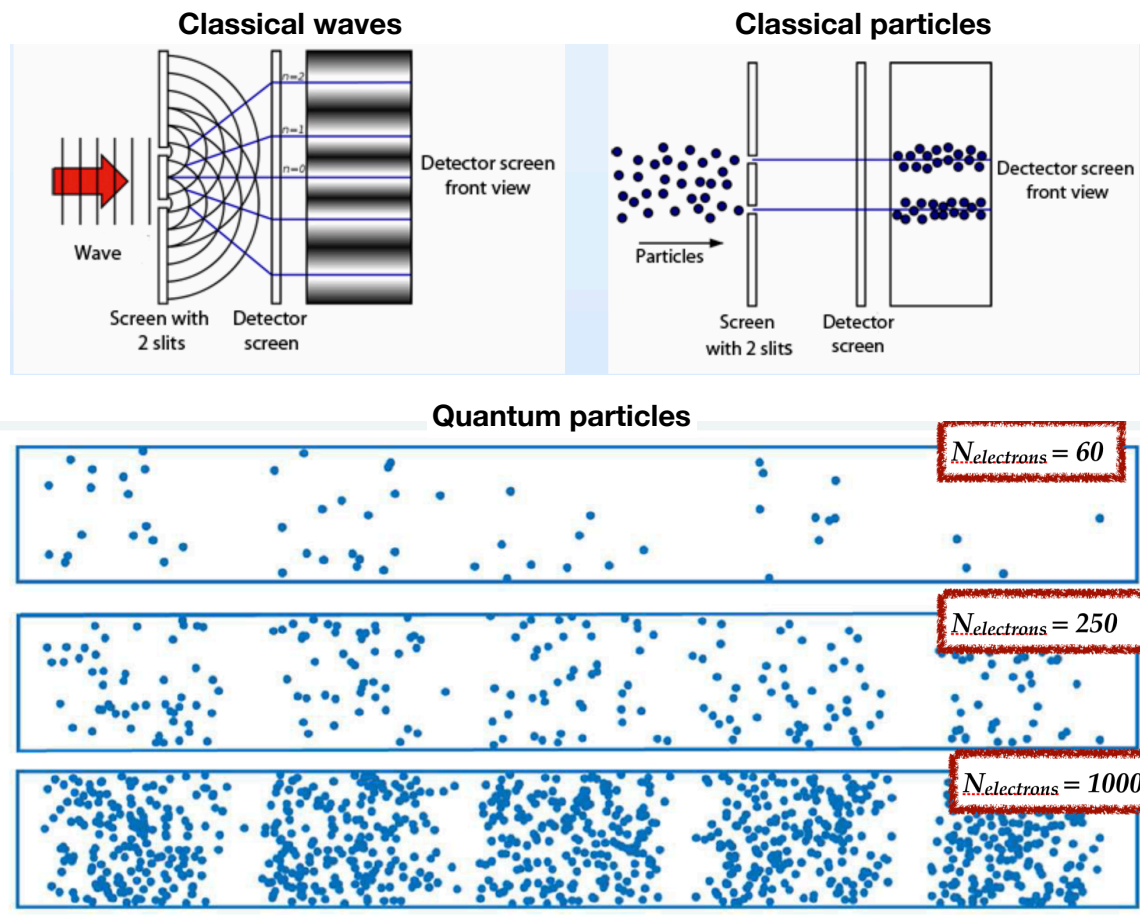 Classical waves
Classical particles
n=2
n=1
n=0
Detector screen
front view
Wave
Screen with
2 slits
Detector
screen
Dectector screen
front view
Particles
Screen
with 2 slits
Detector
screen
Quantum particles
Nelectrons = 60
Nelectrons = 250
Nelectrons = 1000